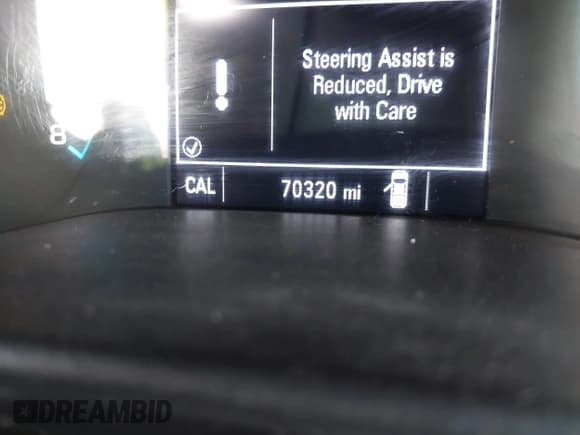 Steering Assist is
Reduced, Drive
with Care
8
CAL 70320 mi
DREAMBID